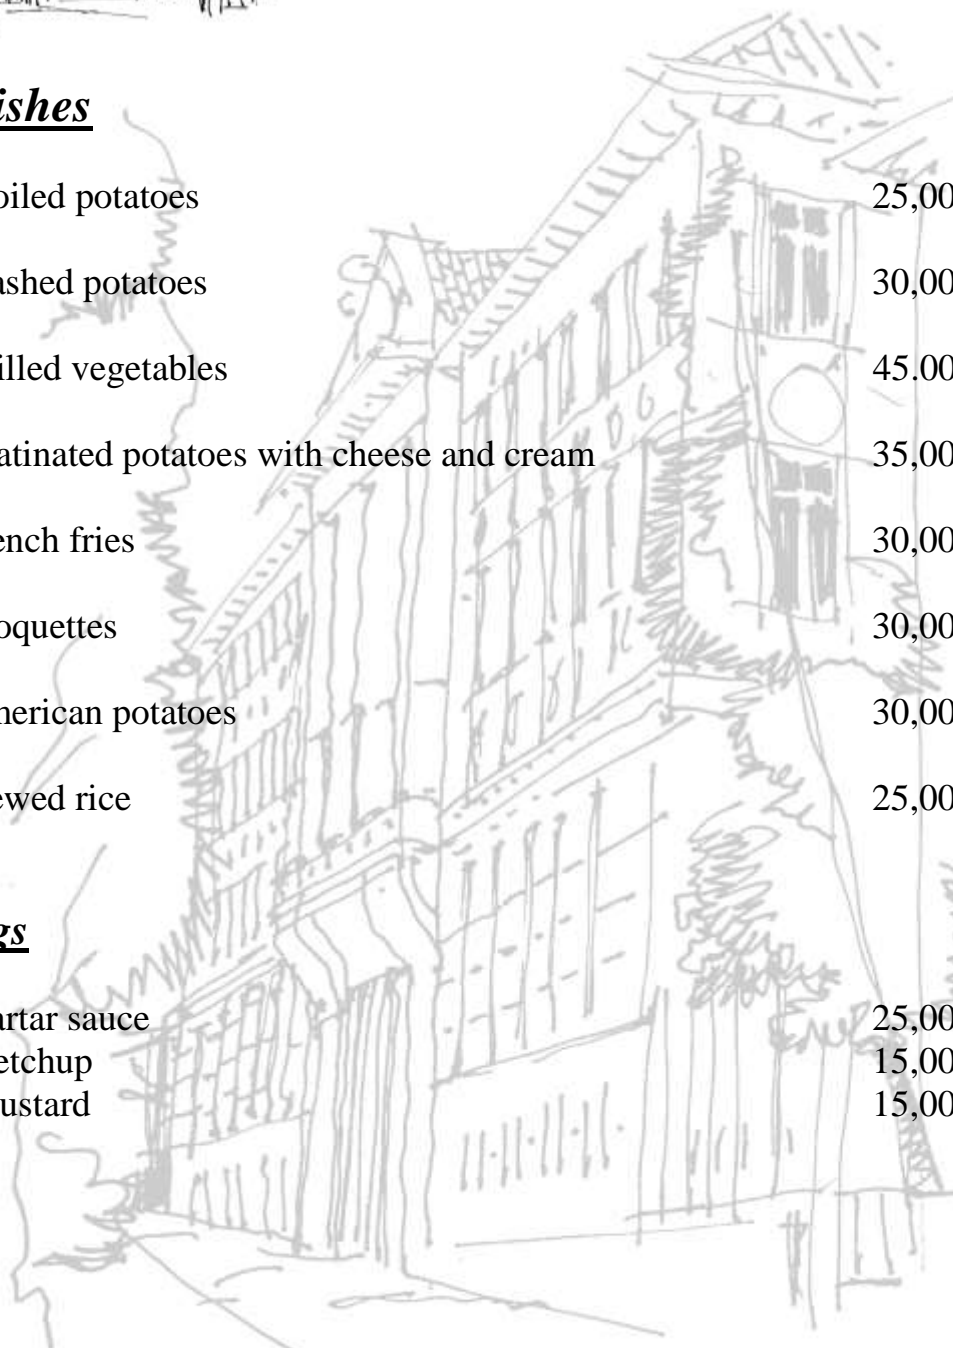 ishes
oiled potatoes 25,00
ashed potatoes 30,00
illed vegetables 45.00
atinated potatoes with cheese and cream 35,00
ench fries 30,00
oquettes 30,00
nerican potatoes 30,00
ewed rice 25,00
gs
artar sauce 25,00
etchup 15,00
ustard 15,00